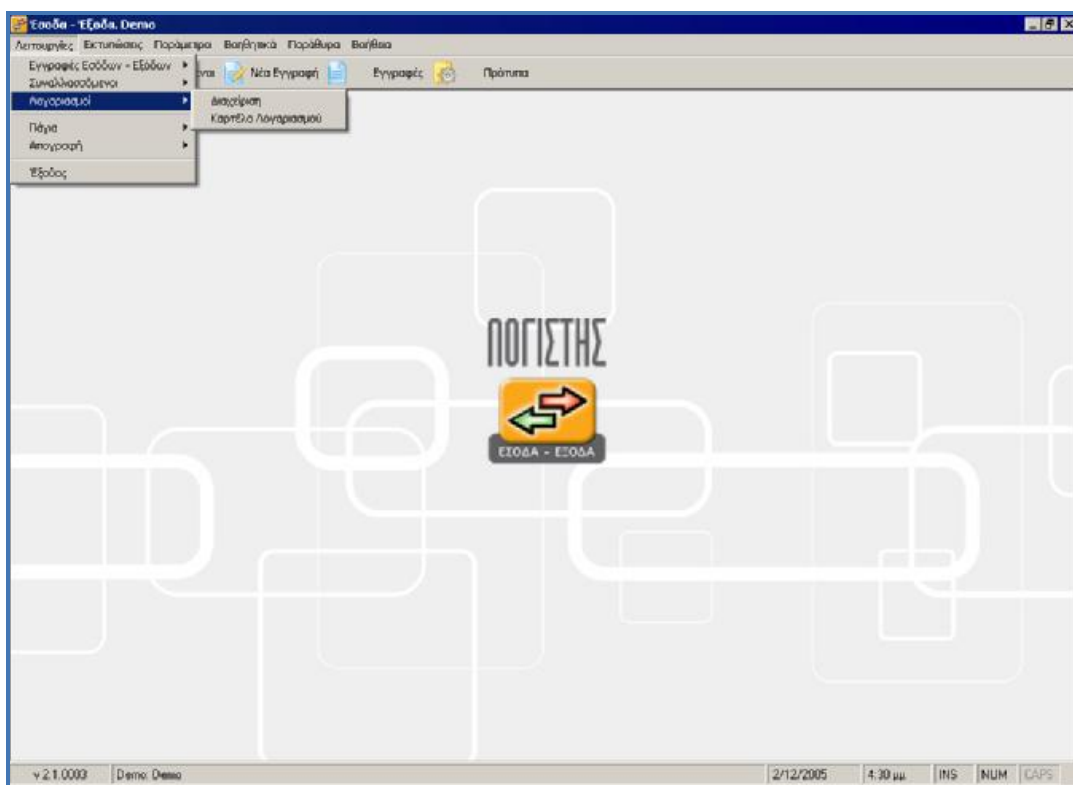 Έσοδα - Έξοδα. Demo
Λειτουργίες Εκτυπώσεις Παράμετροι Βοηθητικά Παράθυρα Βοήθεια
Νέα Εγγραφή Εγγραφές Πρότυπα
Εγγραφές Εσόδων - Εξόδων
Συναλλασσόμενοι
Λογαριασμοί
Διαχείριση
Καρτέλα Λογαριασμού
Πάγια
Απογραφή
Έξοδος
ΛΟΓΙΣΤΗΣ
ΕΣΟΔΑ - ΕΞΟΔΑ
v 2.1.0003 Demo: Demo 2/12/2005 4:30 μμ INS NUM CAPS